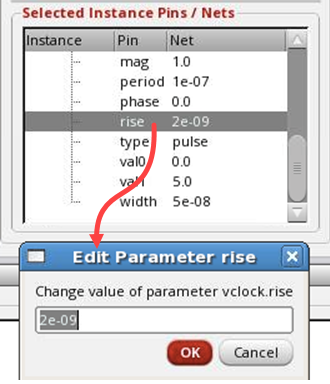 Selected Instance Pins / Nets
Instance Pin Net
mag 1.0
period 1e-07
phase 0.0
rise 2e-09
type pulse
val0 0.0
val1 5.0
width 5e-08
Edit Parameter rise
Change value of parameter vclock.rise
2e-09
OK Cancel